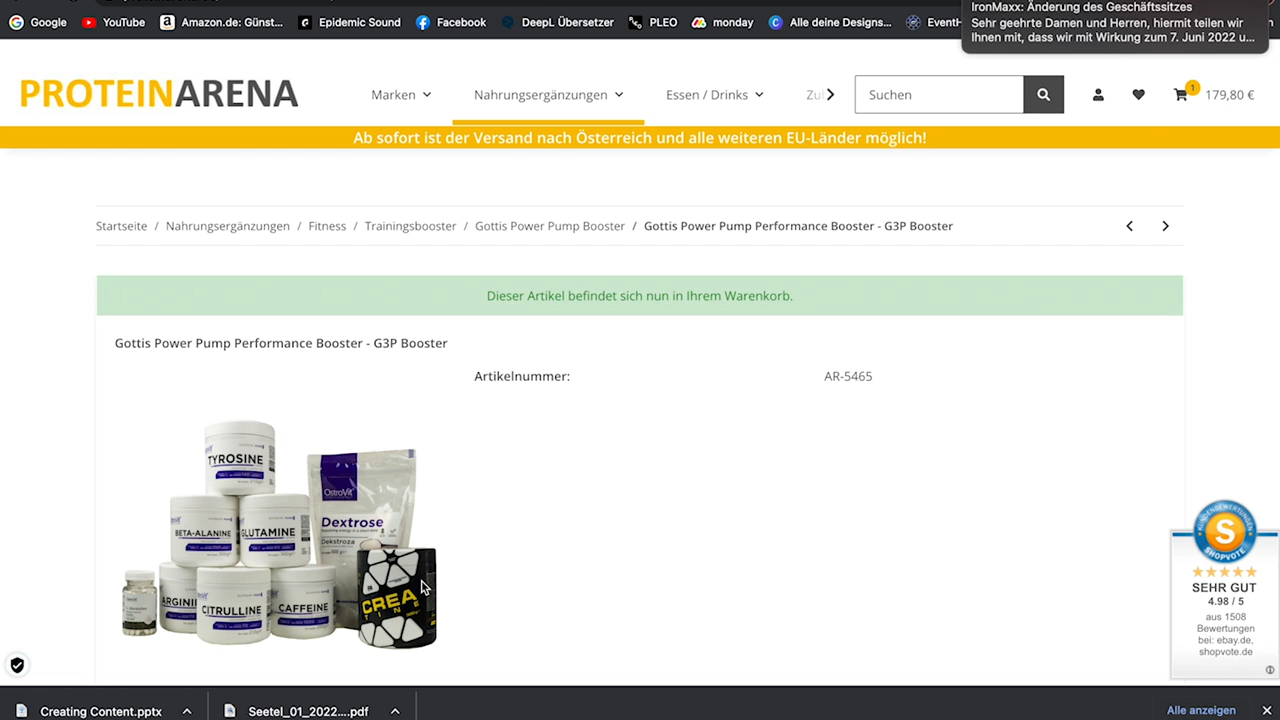 IronMaxx: Änderung des Geschäftssitzes
Google
YouTube
Amazon.de: Günst...
Epidemic Sound
Facebook
DeepL Übersetzer
PLEO
monday
Alle deine Designs...
EventH
Sehr geehrte Damen und Herren, hiermit teilen wir
Ihnen mit, dass wir mit Wirkung zum 7. Juni 2022 u...
PROTEINARENA
Marken
Nahrungsergänzungen
Essen / Drinks
Zub
Suchen
1
179,80 €
Ab sofort ist der Versand nach Österreich und alle weiteren EU-Länder möglich!
Startseite / Nahrungsergänzungen / Fitness / Trainingsbooster / Gottis Power Pump Booster / Gottis Power Pump Performance Booster - G3P Booster
Dieser Artikel befindet sich nun in Ihrem Warenkorb.
Gottis Power Pump Performance Booster - G3P Booster
Artikelnummer:
AR-5465
TYROSINE
OstroVit
Dextrose
Dekstroza
BETA-ALANINE
GLUTAMINE
ARGINI
CITRULLINE
CAFFEINE
CREA
TINE
KUNDENBEWERTUNGEN
S
SHOPVOTE
SEHR GUT
4.98 / 5
aus 1508
Bewertungen
bei: ebay.de,
shopvote.de
Creating Content.pptx
Seetel_01_2022....pdf
Alle anzeigen